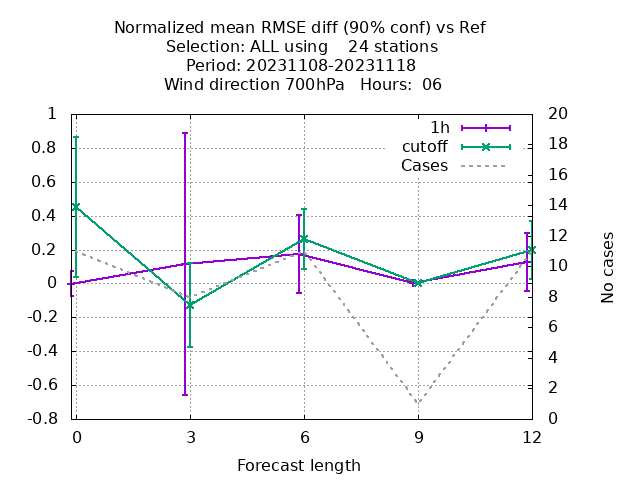 Normalized mean RMSE diff (90% conf) vs Ref
Selection: ALL using    24 stations
Period: 20231108-20231118
Wind direction 700hPa   Hours:  06
1h
cutoff
Cases
1
0.8
0.6
0.4
0.2
0
-0.2
-0.4
-0.6
-0.8
20
18
16
14
12
10
8
6
4
2
0
No cases
0 3 6 9 12
Forecast length